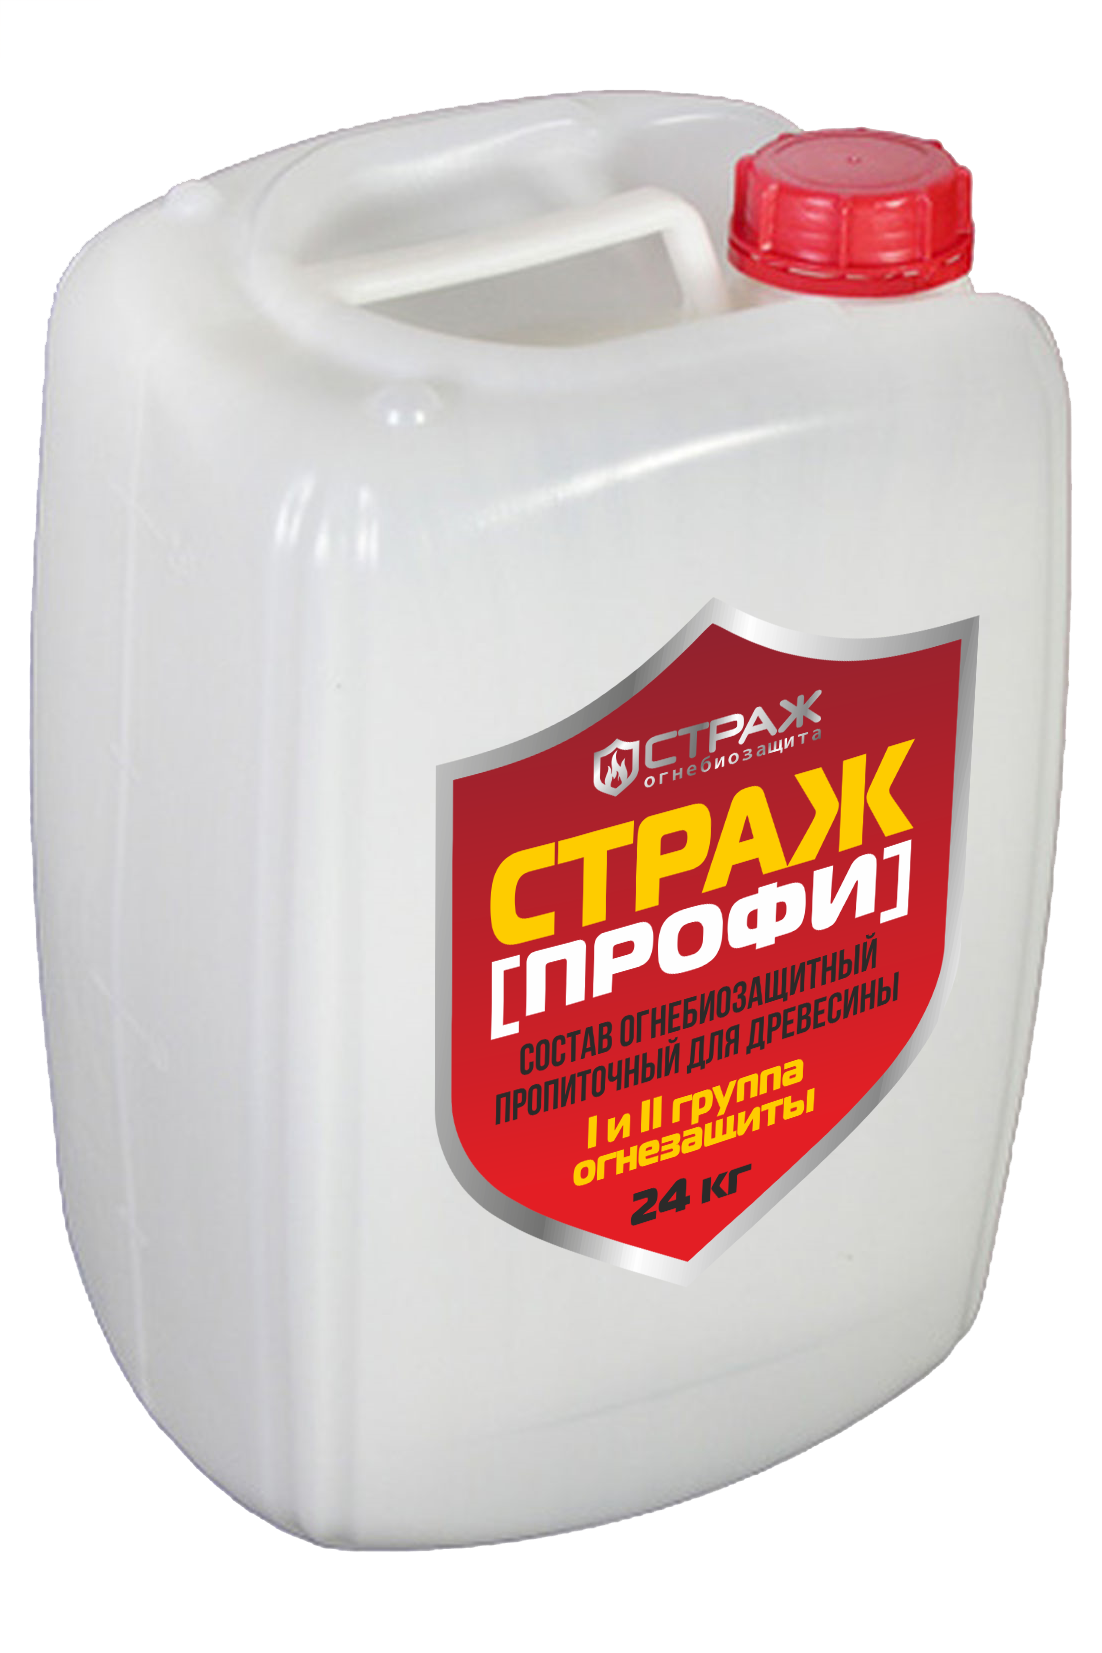 СТРАЖ
огнебиозащита
СТРАЖ
[ПРОФИ]
СОСТАВ ОГНЕБИОЗАЩИТНЫЙ
ПРОПИТОЧНЫЙ ДЛЯ ДРЕВЕСИНЫ
I и II группа
огнезащиты
24 кг